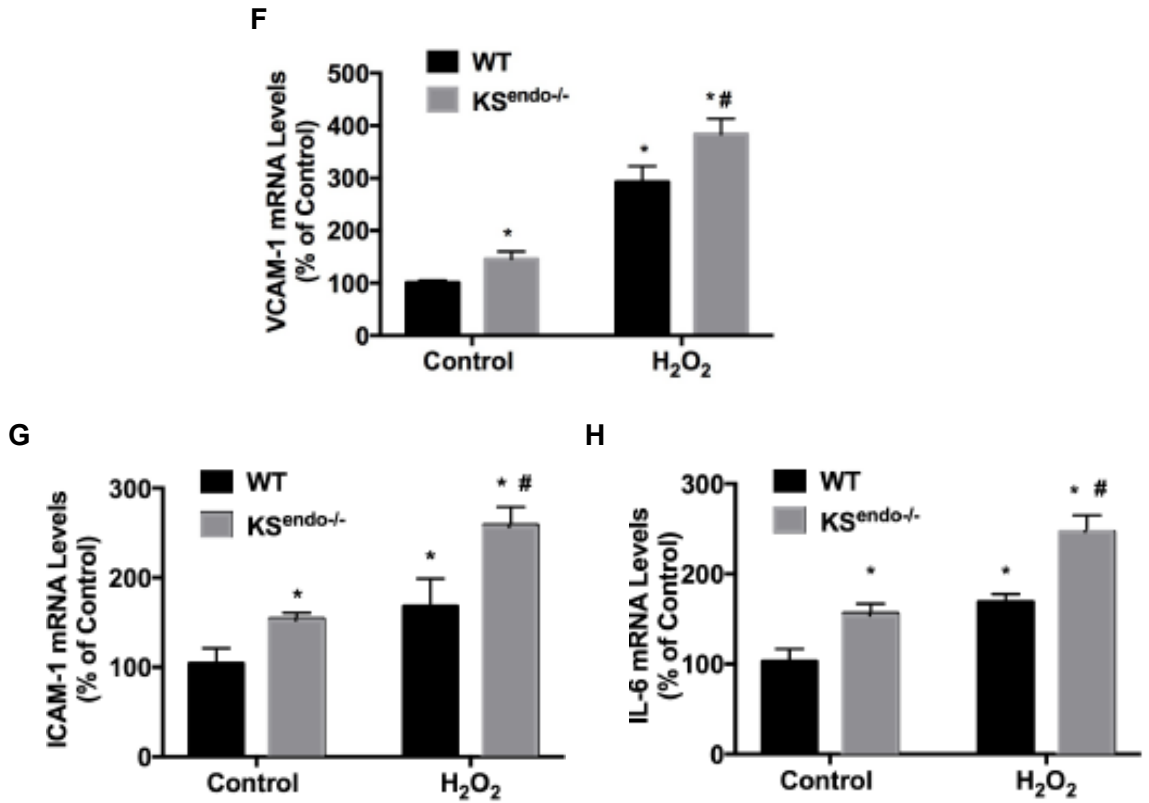 F
WT
KSendo-/-
VCAM-1 mRNA Levels
(% of Control)
500
400
300
200
100
0
*
*
*#
Control
H2O2
G
WT
KSendo-/-
ICAM-1 mRNA Levels
(% of Control)
300
200
100
0
*
*
* #
Control
H2O2
H
WT
KSendo-/-
IL-6 mRNA Levels
(% of Control)
300
200
100
0
*
*
* #
Control
H2O2